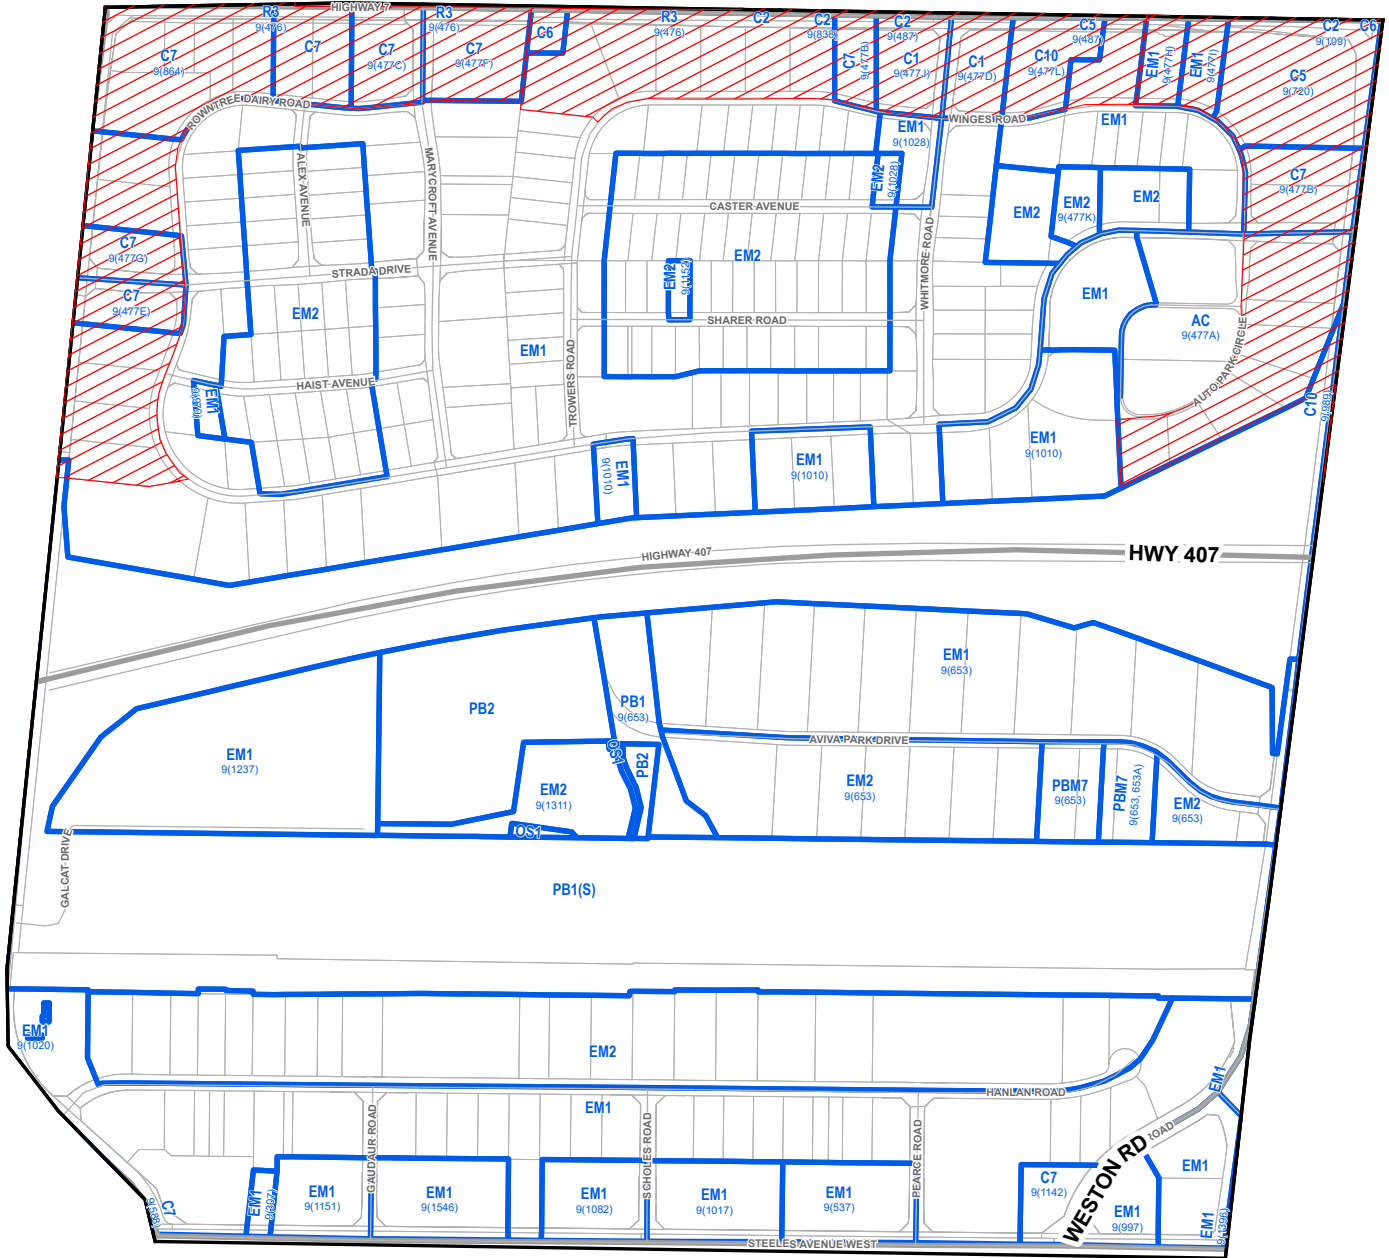 HIGHWAY 7
R3
9(476)
C7
9(864)
C7
C7
9(477C)
R3
9(476)
C7
9(477F)
C6
R3
9(476)
C2
C2
9(838)
C7
9(477B)
C2
9(487)
C1
9(477J)
C1
9(477D)
C10
9(477L)
C5
9(487)
EM1
9(477H)
EM1
9(477I)
C2
9(109)
C6
C5
9(720)
ROWNTREE DAIRY ROAD
WINGES ROAD
EM1
9(1028)
EM1
ALEX AVENUE
MARYCROFT AVENUE
EM2
9(1028)
CASTER AVENUE
EM2
EM2
9(477K)
EM2
C7
9(477B)
C7
9(477G)
STRADA DRIVE
EM2
EM2
9(1152)
WHITMORE ROAD
EM1
C7
9(477E)
EM2
SHARER ROAD
AC
9(477A)
EM1
TROWERS ROAD
AUTO PARK CIRCLE
HAIST AVENUE
EM1
C10
9(989)
EM1
9(1010)
EM1
9(1010)
EM1
9(1010)
HIGHWAY 407
HWY 407
PB2
PB1
9(653)
EM1
9(653)
EM1
9(1237)
OS1
PB2
AVIVA PARK DRIVE
EM2
9(1311)
EM2
9(653)
PBM7
9(653)
PBM7
9(653, 653A)
EM2
9(653)
OS1
GALCAT DRIVE
PB1(S)
EM1
9(1020)
EM2
HANLAN ROAD
EM1
EM1
GAUDAUR ROAD
SCHOLES ROAD
PEARCE ROAD
ROAD
WESTON RD
EM1
C7
9(588)
EM1
9(307)
EM1
9(1151)
EM1
9(1546)
EM1
9(1082)
EM1
9(1017)
EM1
9(537)
C7
9(1142)
EM1
9(997)
EM1
9(1396)
STEELES AVENUE WEST